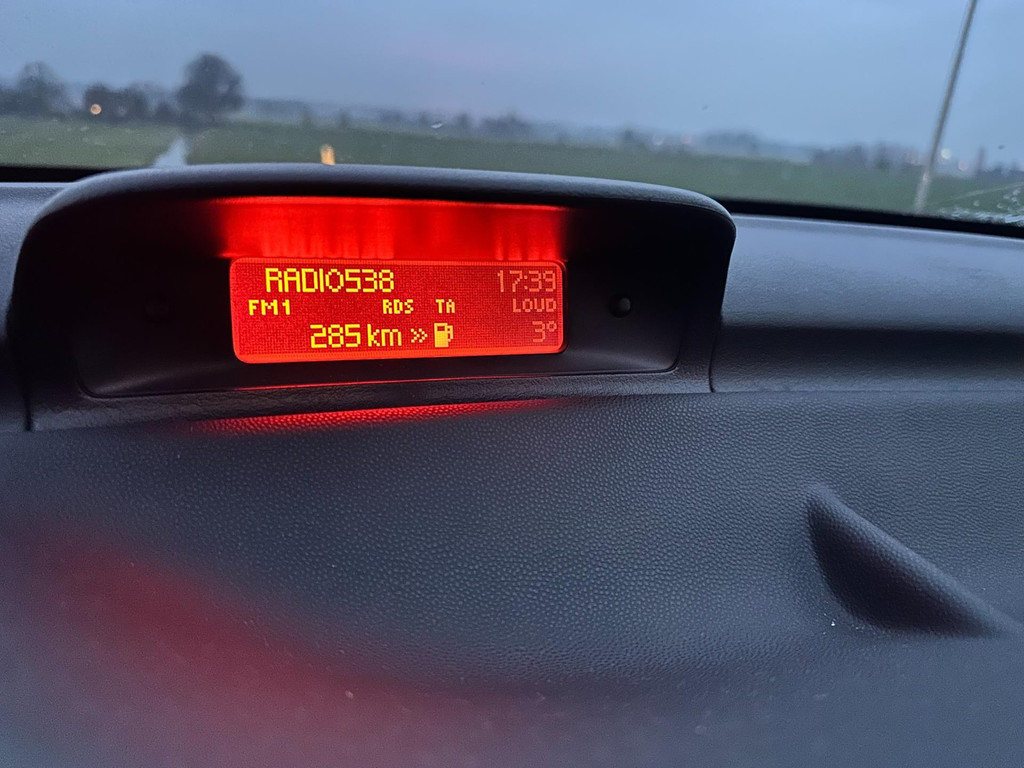 RADIO538 17:39
FM1 RDS TA LOUD
285 km » 3°